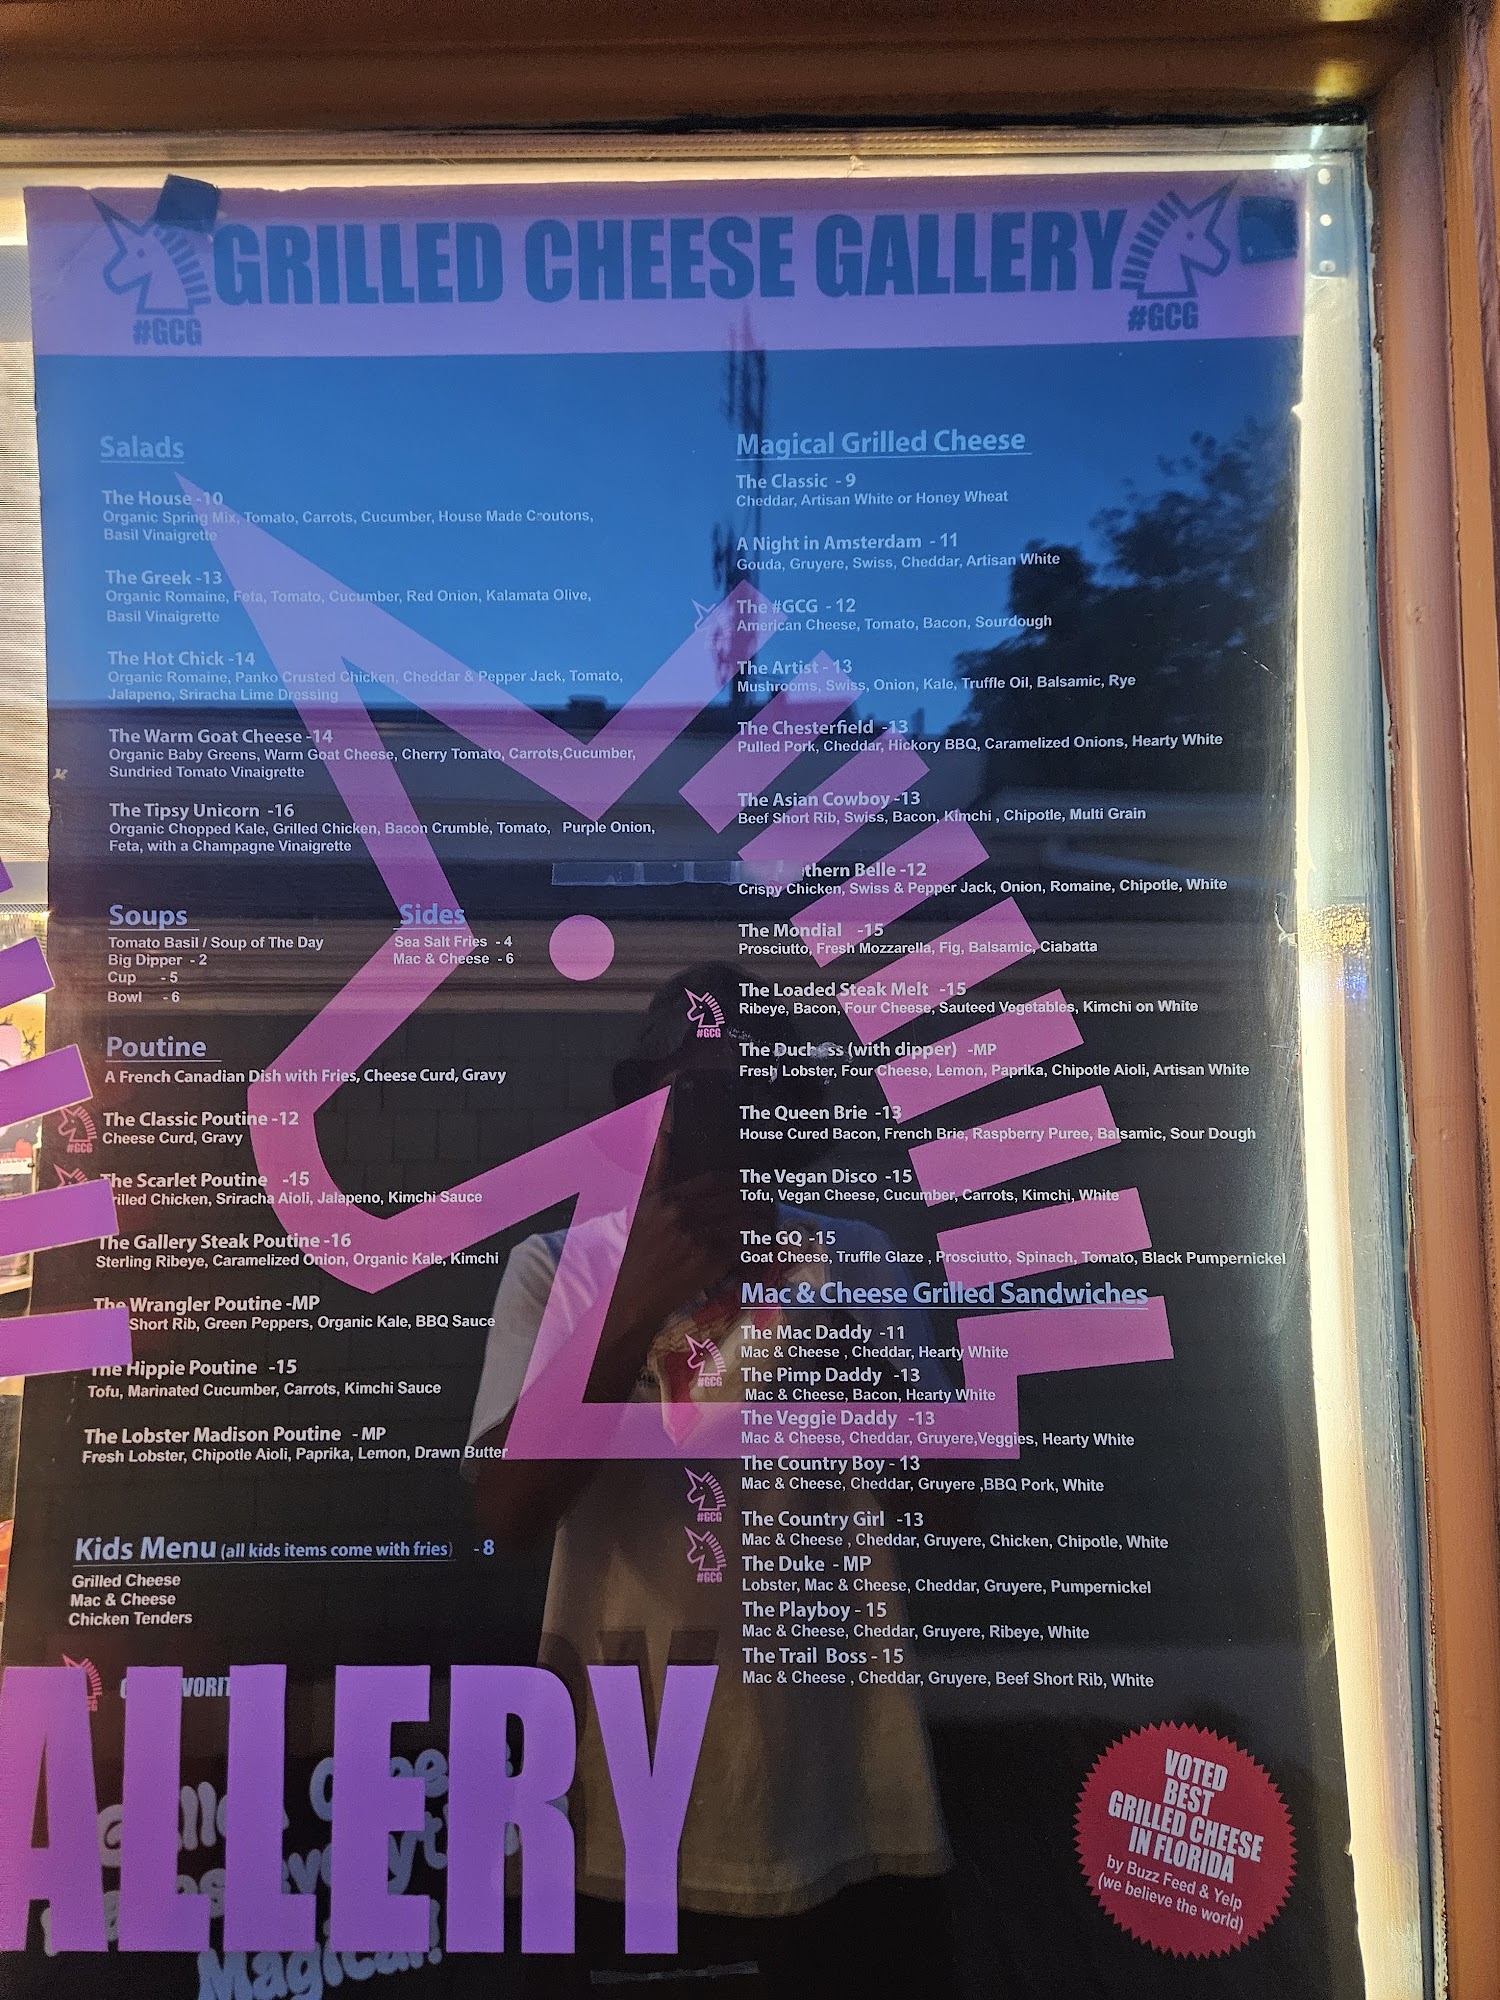 GRILLED CHEESE GALLERY
#GCG
#GCG
Salads
The House -10
Organic Spring Mix, Tomato, Carrots, Cucumber, House Made Croutons,
Basil Vinaigrette
The Greek -13
Organic Romaine, Feta, Tomato, Cucumber, Red Onion, Kalamata Olive,
Basil Vinaigrette
The Hot Chick -14
Organic Romaine, Panko Crusted Chicken, Cheddar & Pepper Jack, Tomato,
Jalapeno, Sriracha Lime Dressing
The Warm Goat Cheese -14
Organic Baby Greens, Warm Goat Cheese, Cherry Tomato, Carrots,Cucumber,
Sundried Tomato Vinaigrette
The Tipsy Unicorn -16
Organic Chopped Kale, Grilled Chicken, Bacon Crumble, Tomato, Purple Onion,
Feta, with a Champagne Vinaigrette
Soups
Tomato Basil / Soup of The Day
Big Dipper - 2
Cup - 5
Bowl - 6
Sides
Sea Salt Fries - 4
Mac & Cheese - 6
Poutine
A French Canadian Dish with Fries, Cheese Curd, Gravy
#GCG
The Classic Poutine -12
Cheese Curd, Gravy
The Scarlet Poutine -15
rilled Chicken, Sriracha Aioli, Jalapeno, Kimchi Sauce
The Gallery Steak Poutine -16
Sterling Ribeye, Caramelized Onion, Organic Kale, Kimchi
The Wrangler Poutine -MP
Short Rib, Green Peppers, Organic Kale, BBQ Sauce
The Hippie Poutine -15
Tofu, Marinated Cucumber, Carrots, Kimchi Sauce
The Lobster Madison Poutine - MP
Fresh Lobster, Chipotle Aioli, Paprika, Lemon, Drawn Butter
Kids Menu (all kids items come with fries) - 8
Grilled Cheese
Mac & Cheese
Chicken Tenders
Magical Grilled Cheese
The Classic - 9
Cheddar, Artisan White or Honey Wheat
A Night in Amsterdam - 11
Gouda, Gruyere, Swiss, Cheddar, Artisan White
The #GCG - 12
American Cheese, Tomato, Bacon, Sourdough
The Artist - 13
Mushrooms, Swiss, Onion, Kale, Truffle Oil, Balsamic, Rye
The Chesterfield -13
Pulled Pork, Cheddar, Hickory BBQ, Caramelized Onions, Hearty White
The Asian Cowboy -13
Beef Short Rib, Swiss, Bacon, Kimchi , Chipotle, Multi Grain
thern Belle -12
Crispy Chicken, Swiss & Pepper Jack, Onion, Romaine, Chipotle, White
The Mondial -15
Prosciutto, Fresh Mozzarella, Fig, Balsamic, Ciabatta
#GCG
The Loaded Steak Melt -15
Ribeye, Bacon, Four Cheese, Sauteed Vegetables, Kimchi on White
The Duchess (with dipper) -MP
Fresh Lobster, Four Cheese, Lemon, Paprika, Chipotle Aioli, Artisan White
The Queen Brie -13
House Cured Bacon, French Brie, Raspberry Puree, Balsamic, Sour Dough
The Vegan Disco -15
Tofu, Vegan Cheese, Cucumber, Carrots, Kimchi, White
The GQ -15
Goat Cheese, Truffle Glaze , Prosciutto, Spinach, Tomato, Black Pumpernickel
Mac & Cheese Grilled Sandwiches
#GCG
The Mac Daddy -11
Mac & Cheese , Cheddar, Hearty White
The Pimp Daddy -13
Mac & Cheese, Bacon, Hearty White
The Veggie Daddy -13
Mac & Cheese, Cheddar, Gruyere,Veggies, Hearty White
#GCG
The Country Boy - 13
Mac & Cheese, Cheddar, Gruyere ,BBQ Pork, White
The Country Girl -13
Mac & Cheese , Cheddar, Gruyere, Chicken, Chipotle, White
#GCG
The Duke - MP
Lobster, Mac & Cheese, Cheddar, Gruyere, Pumpernickel
The Playboy - 15
Mac & Cheese, Cheddar, Gruyere, Ribeye, White
The Trail Boss - 15
Mac & Cheese , Cheddar, Gruyere, Beef Short Rib, White
ALLERY
Magical!
VOTED
BEST
GRILLED CHEESE
IN FLORIDA
by Buzz Feed & Yelp
(we believe the world)